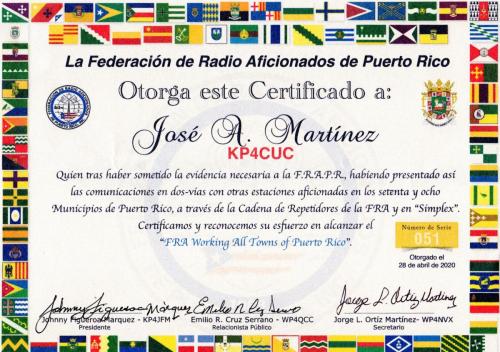 La Federación de Radio Aficionados de Puerto Rico
Otorga este Certificado a:
José A. Martínez
KP4CUC
Quien tras haber sometido la evidencia necesaria a la F.R.A.P.R., habiendo presentado así
las comunicaciones en dos-vías con otras estaciones aficionadas en los setenta y ocho
Municipios de Puerto Rico, a través de la Cadena de Repetidores de la FRA y en “Simplex”.
Certificamos y reconocemos su esfuerzo en alcanzar el
“FRA Working All Towns of Puerto Rico”.
Número de Serie
051
Otorgado el
28 de abril de 2020
Johnny Figueroa Marquez - KP4JFM
Presidente
Emilio R. Cruz Serrano - WP4QCC
Relacionista Público
Jorge L. Ortíz Martínez- WP4NVX
Secretario